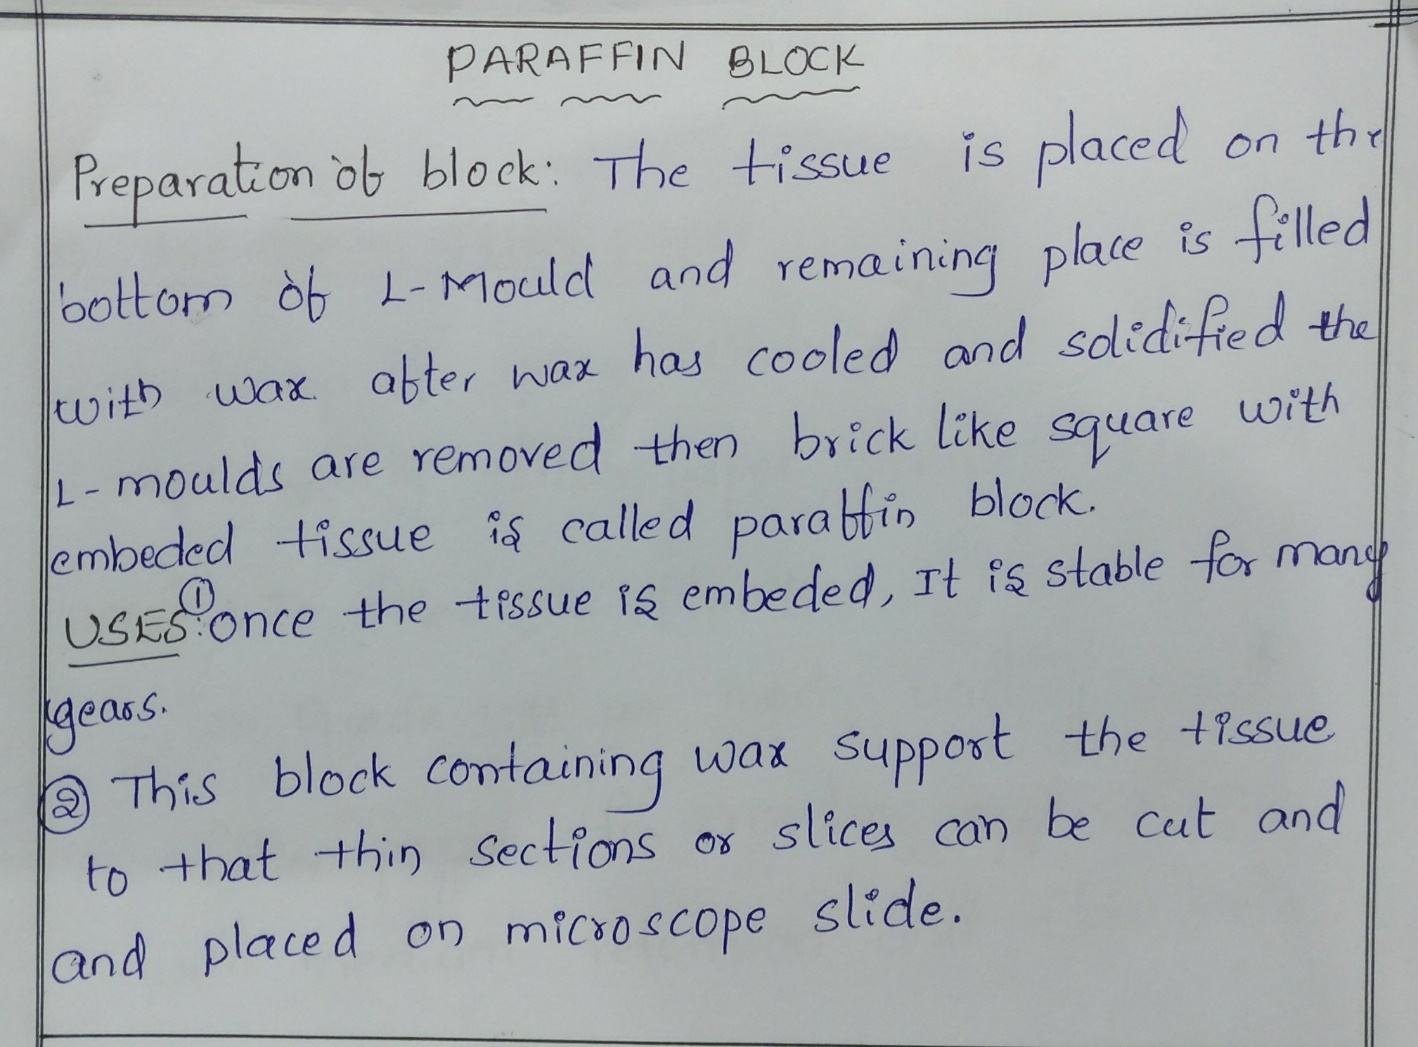 PARAFFIN BLOCK
Preparation of block: The tissue is placed on the
bottom of L-Mould and remaining place is filled
with wax. after wax has cooled and solidified the
L-moulds are removed then brick like square with
embeded tissue is called paraffin block.
USES: ① once the tissue is embeded, It is stable for many
years.
② This block containing wax support the tissue
to that thin sections or slices can be cut and
and placed on microscope slide.